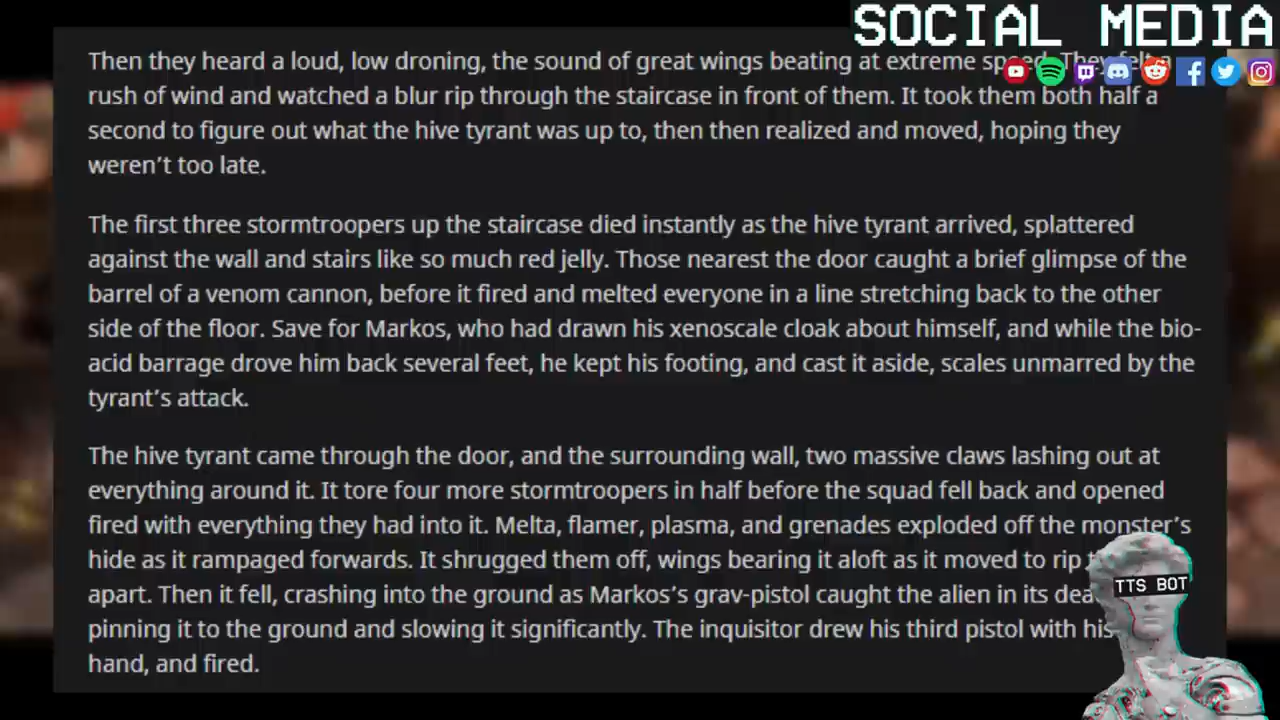 SOCIAL MEDIA
Then they heard a loud, low droning, the sound of great wings beating at extreme speed. They felt a
rush of wind and watched a blur rip through the staircase in front of them. It took them both half a
second to figure out what the hive tyrant was up to, then then realized and moved, hoping they
weren’t too late.
The first three stormtroopers up the staircase died instantly as the hive tyrant arrived, splattered
against the wall and stairs like so much red jelly. Those nearest the door caught a brief glimpse of the
barrel of a venom cannon, before it fired and melted everyone in a line stretching back to the other
side of the floor. Save for Markos, who had drawn his xenoscale cloak about himself, and while the bio-
acid barrage drove him back several feet, he kept his footing, and cast it aside, scales unmarred by the
tyrant’s attack.
The hive tyrant came through the door, and the surrounding wall, two massive claws lashing out at
everything around it. It tore four more stormtroopers in half before the squad fell back and opened
fired with everything they had into it. Melta, flamer, plasma, and grenades exploded off the monster’s
hide as it rampaged forwards. It shrugged them off, wings bearing it aloft as it moved to rip
apart. Then it fell, crashing into the ground as Markos’s grav-pistol caught the alien in its
pinning it to the ground and slowing it significantly. The inquisitor drew his third pistol with his
hand, and fired.
TTS BOT